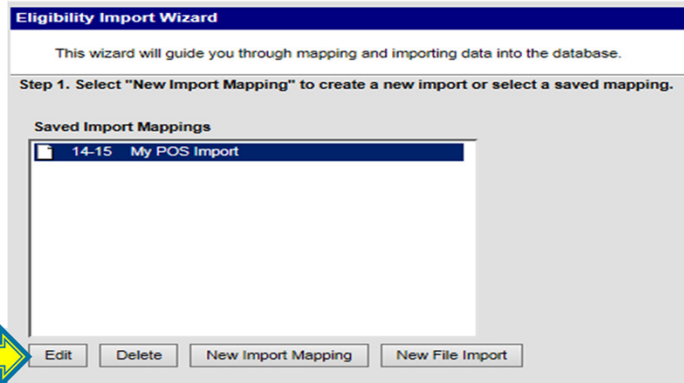 Eligibility Import Wizard
This wizard will guide you through mapping and importing data into the database.
Step 1. Select "New Import Mapping" to create a new import or select a saved mapping.
Saved Import Mappings
14-15 My POS Import
Edit Delete New Import Mapping New File Import